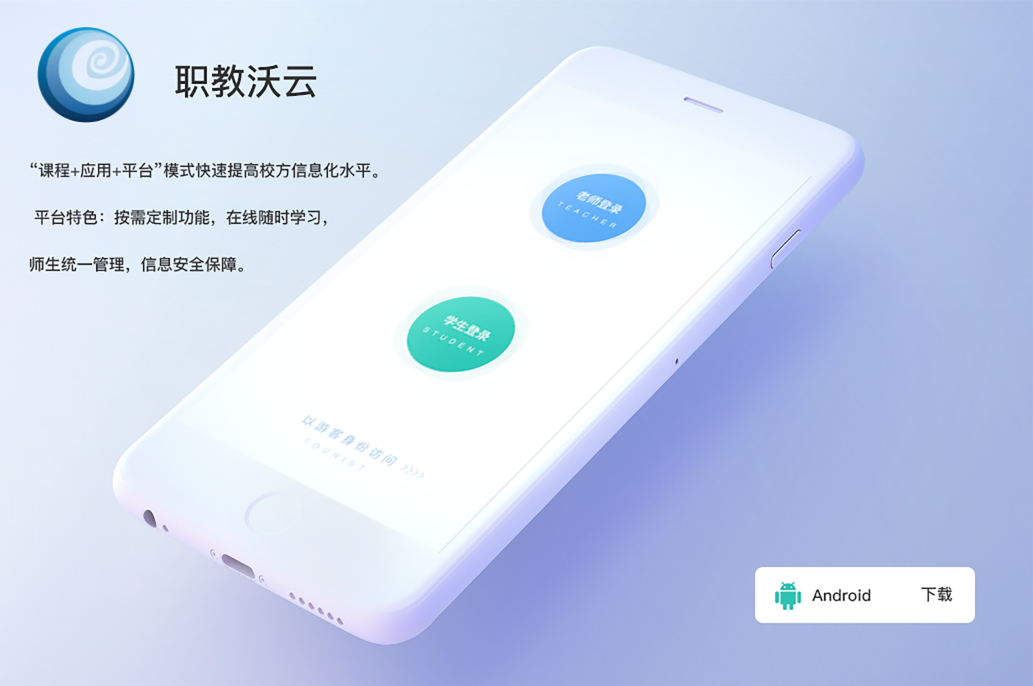 职教沃云
“课程+应用+平台”模式快速提高校方信息化水平。
平台特色：按需定制功能，在线随时学习，
师生统一管理，信息安全保障。
老师登录
TEACHER
学生登录
STUDENT
以游客身份访问
TOURIST
Android 下载